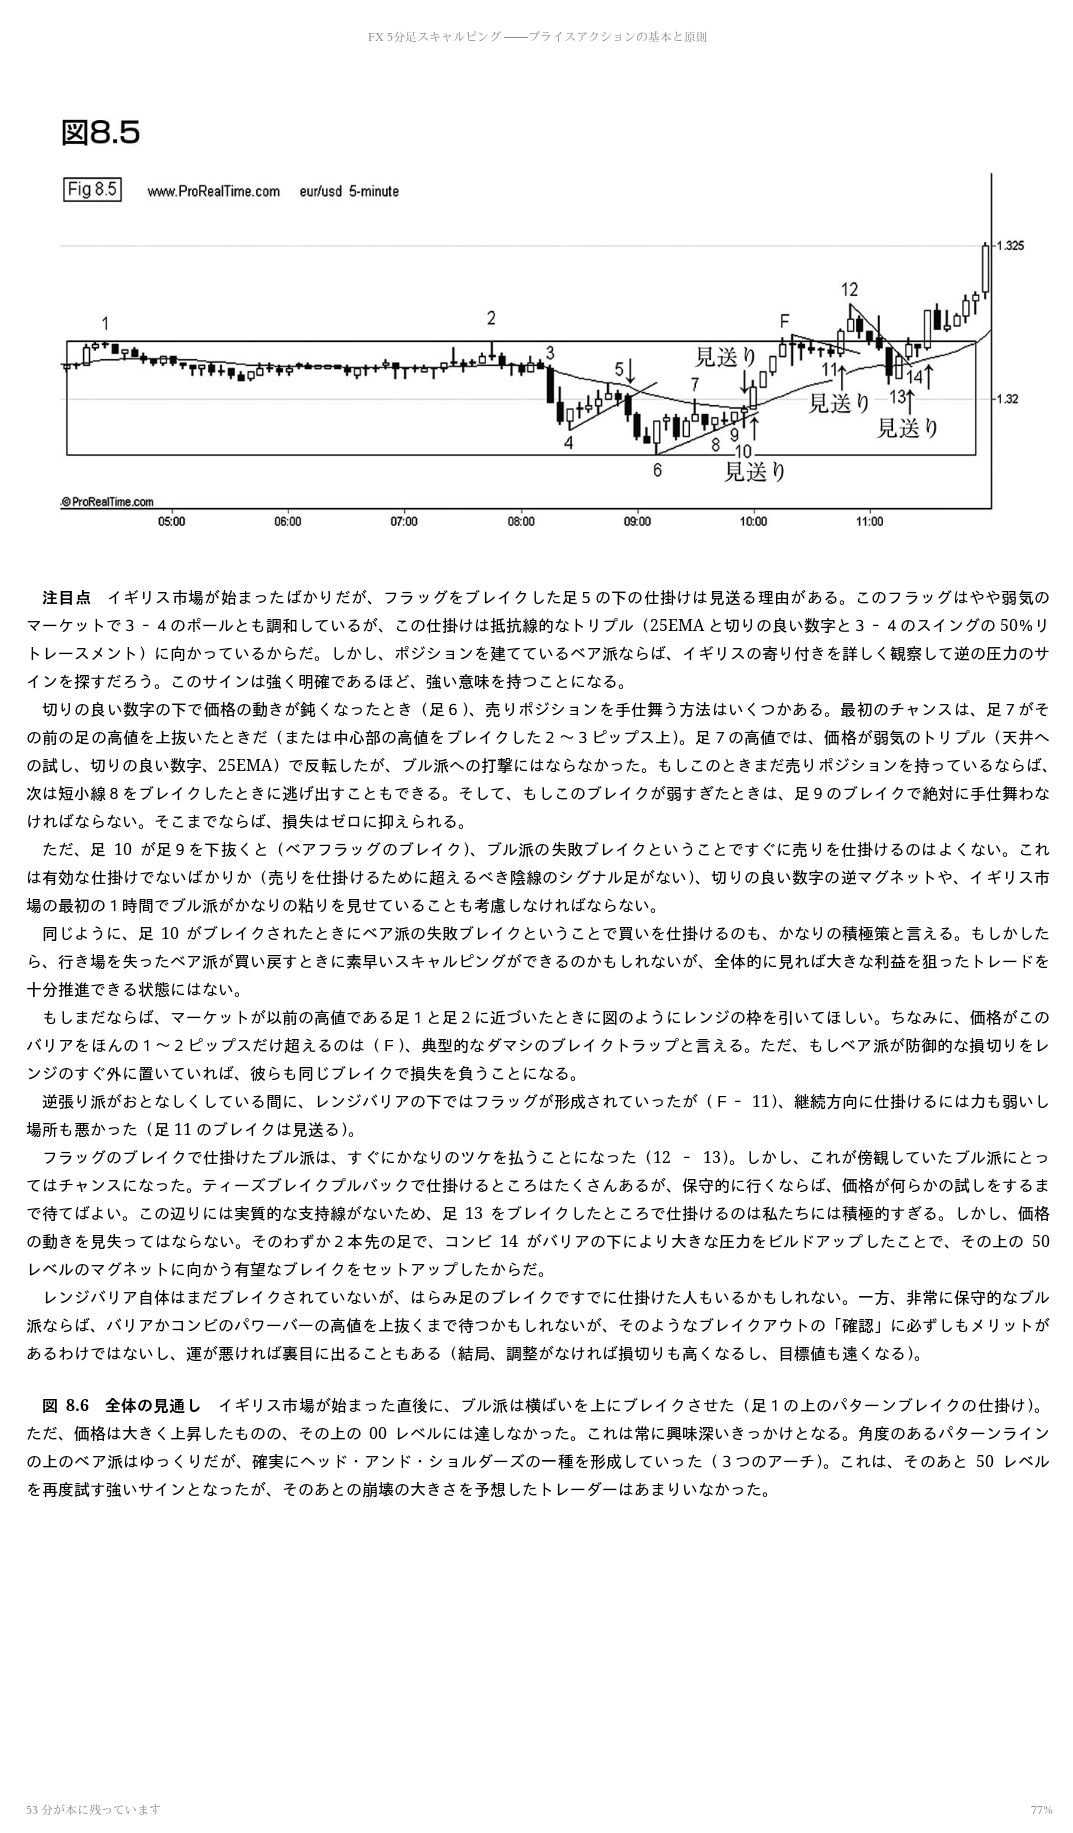 FX 5分足スキャルピング ――プライスアクションの基本と原則
図8.5
Fig 8.5 www.ProRealTime.com eur/usd 5-minute
1.325
12
1
2
F
見送り
3
5
7
11
14
1.32
見送り
13
4
9
8
10
見送り
6
見送り
©ProRealTime.com
05:00 06:00 07:00 08:00 09:00 10:00 11:00
注目点　イギリス市場が始まったばかりだが、フラッグをブレイクした足５の下の仕掛けは見送る理由がある。このフラッグはやや弱気の
マーケットで３‐４のポールとも調和しているが、この仕掛けは抵抗線的なトリプル（25EMA と切りの良い数字と３‐４のスイングの 50％リ
トレースメント）に向かっているからだ。しかし、ポジションを建てているベア派ならば、イギリスの寄り付きを詳しく観察して逆の圧力のサ
インを探すだろう。このサインは強く明確であるほど、強い意味を持つことになる。
切りの良い数字の下で価格の動きが鈍くなったとき（足６）、売りポジションを手仕舞う方法はいくつかある。最初のチャンスは、足７がそ
の前の足の高値を上抜いたときだ（または中心部の高値をブレイクした２～３ピップス上）。足７の高値では、価格が弱気のトリプル（天井へ
の試し、切りの良い数字、25EMA）で反転したが、ブル派への打撃にはならなかった。もしこのときまだ売りポジションを持っているならば、
次は短小線８をブレイクしたときに逃げ出すこともできる。そして、もしこのブレイクが弱すぎたときは、足９のブレイクで絶対に手仕舞わな
ければならない。そこまでならば、損失はゼロに抑えられる。
ただ、足 10 が足９を下抜くと（ベアフラッグのブレイク）、ブル派の失敗ブレイクということですぐに売りを仕掛けるのはよくない。これ
は有効な仕掛けでないばかりか（売りを仕掛けるために超えるべき陰線のシグナル足がない）、切りの良い数字の逆マグネットや、イギリス市
場の最初の１時間でブル派がかなりの粘りを見せていることも考慮しなければならない。
同じように、足 10 がブレイクされたときにベア派の失敗ブレイクということで買いを仕掛けるのも、かなりの積極策と言える。もしかした
ら、行き場を失ったベア派が買い戻すときに素早いスキャルピングができるのかもしれないが、全体的に見れば大きな利益を狙ったトレードを
十分推進できる状態にはない。
もしまだならば、マーケットが以前の高値である足１と足２に近づいたときに図のようにレンジの枠を引いてほしい。ちなみに、価格がこの
バリアをほんの１～２ピップスだけ超えるのは（Ｆ）、典型的なダマシのブレイクトラップと言える。ただ、もしベア派が防御的な損切りをレ
ンジのすぐ外に置いていれば、彼らも同じブレイクで損失を負うことになる。
逆張り派がおとなしくしている間に、レンジバリアの下ではフラッグが形成されていったが（Ｆ‐ 11）、継続方向に仕掛けるには力も弱いし
場所も悪かった（足 11 のブレイクは見送る）。
フラッグのブレイクで仕掛けたブル派は、すぐにかなりのツケを払うことになった（12 ‐ 13）。しかし、これが傍観していたブル派にとっ
てはチャンスになった。ティーズブレイクプルバックで仕掛けるところはたくさんあるが、保守的に行くならば、価格が何らかの試しをするま
で待てばよい。この辺りには実質的な支持線がないため、足 13 をブレイクしたところで仕掛けるのは私たちには積極的すぎる。しかし、価格
の動きを見失ってはならない。そのわずか２本先の足で、コンビ 14 がバリアの下により大きな圧力をビルドアップしたことで、その上の 50
レベルのマグネットに向かう有望なブレイクをセットアップしたからだ。
レンジバリア自体はまだブレイクされていないが、はらみ足のブレイクですでに仕掛けた人もいるかもしれない。一方、非常に保守的なブル
派ならば、バリアかコンビのパワーバーの高値を上抜くまで待つかもしれないが、そのようなブレイクアウトの「確認」に必ずしもメリットが
あるわけではないし、運が悪ければ裏目に出ることもある（結局、調整がなければ損切りも高くなるし、目標値も遠くなる）。
図 8.6　全体の見通し　イギリス市場が始まった直後に、ブル派は横ばいを上にブレイクさせた（足１の上のパターンブレイクの仕掛け）。
ただ、価格は大きく上昇したものの、その上の 00 レベルには達しなかった。これは常に興味深いきっかけとなる。角度のあるパターンライン
の上のベア派はゆっくりだが、確実にヘッド・アンド・ショルダーズの一種を形成していった（３つのアーチ）。これは、そのあと 50 レベル
を再度試す強いサインとなったが、そのあとの崩壊の大きさを予想したトレーダーはあまりいなかった。
53 分が本に残っています
77%